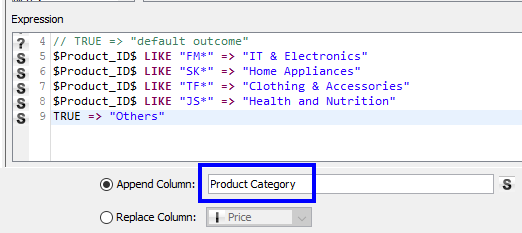 Expression
? 4 // TRUE => "default outcome"
S 5 $Product_ID$ LIKE "FM*" => "IT & Electronics"
S 6 $Product_ID$ LIKE "SK*" => "Home Appliances"
S 7 $Product_ID$ LIKE "TF*" => "Clothing & Accessories"
S 8 $Product_ID$ LIKE "JS*" => "Health and Nutrition"
S 9 TRUE => "Others"
Append Column: Product Category S
Replace Column: Price